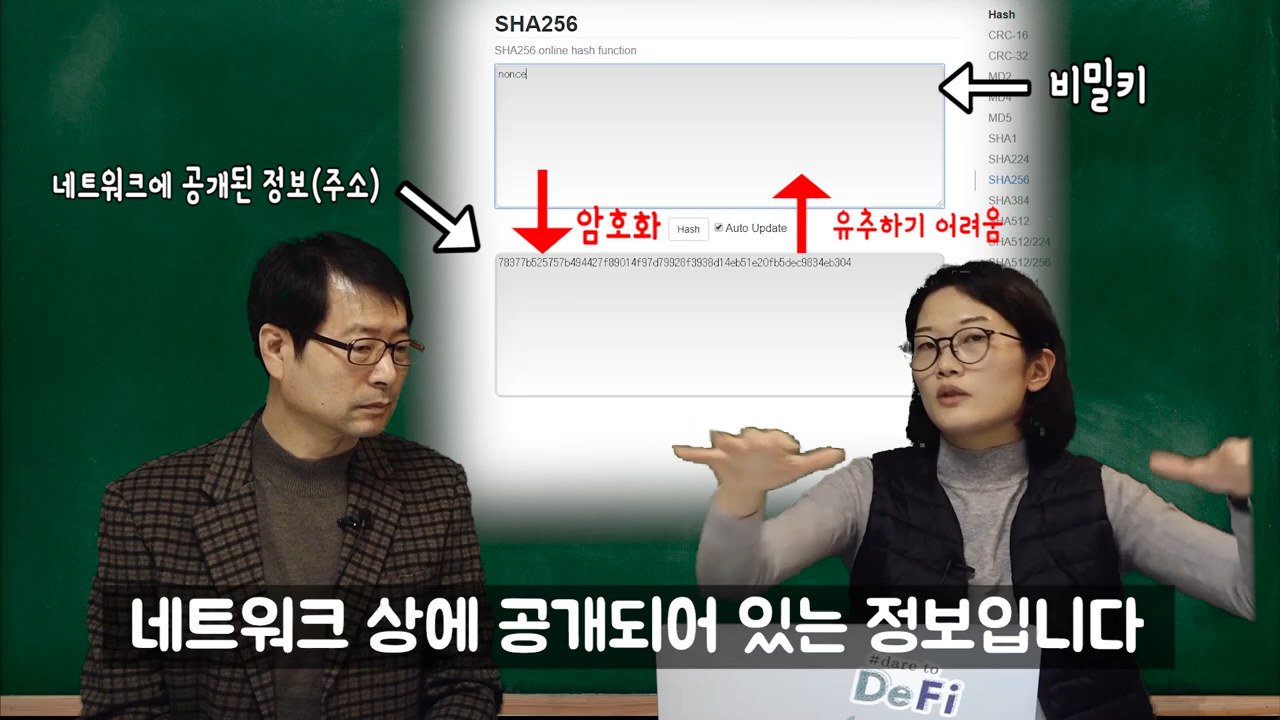 SHA256
SHA256 online hash function
nonce
비밀키
Hash
CRC-16
CRC-32
MD2
MD4
MD5
SHA1
SHA224
SHA256
SHA384
SHA512
SHA512/224
SHA512/256
네트워크에 공개된 정보(주소)
암호화
Hash
Auto Update
유추하기 어려움
78377b525757b494427f89014f97d79928f3938d14eb51e20fb5dec9834eb304
네트워크 상에 공개되어 있는 정보입니다
#dare to
DeFi